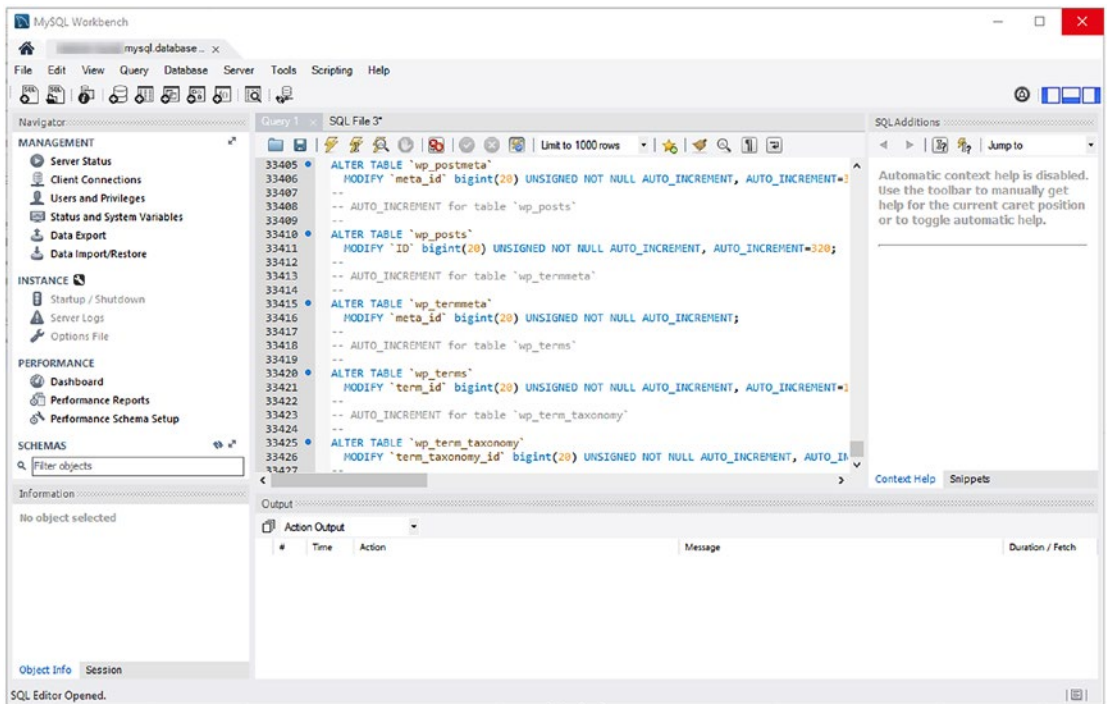 MySQL Workbench
mysql.database...
File Edit View Query Database Server Tools Scripting Help
Navigator
MANAGEMENT
Server Status
Client Connections
Users and Privileges
Status and System Variables
Data Export
Data Import/Restore
INSTANCE
Startup / Shutdown
Server Logs
Options File
PERFORMANCE
Dashboard
Performance Reports
Performance Schema Setup
SCHEMAS
Filter objects
Information
No object selected
Object Info Session
Query 1 SQL File 3*
Limit to 1000 rows
33405 ALTER TABLE `wp_postmeta`
33406 MODIFY `meta_id` bigint(20) UNSIGNED NOT NULL AUTO_INCREMENT, AUTO_INCREMENT=
33407 --
33408 -- AUTO_INCREMENT for table `wp_posts`
33409 --
33410 ALTER TABLE `wp_posts`
33411 MODIFY `ID` bigint(20) UNSIGNED NOT NULL AUTO_INCREMENT, AUTO_INCREMENT=320;
33412 --
33413 -- AUTO_INCREMENT for table `wp_termmeta`
33414 --
33415 ALTER TABLE `wp_termmeta`
33416 MODIFY `meta_id` bigint(20) UNSIGNED NOT NULL AUTO_INCREMENT;
33417 --
33418 -- AUTO_INCREMENT for table `wp_terms`
33419 --
33420 ALTER TABLE `wp_terms`
33421 MODIFY `term_id` bigint(20) UNSIGNED NOT NULL AUTO_INCREMENT, AUTO_INCREMENT=1
33422 --
33423 -- AUTO_INCREMENT for table `wp_term_taxonomy`
33424 --
33425 ALTER TABLE `wp_term_taxonomy`
33426 MODIFY `term_taxonomy_id` bigint(20) UNSIGNED NOT NULL AUTO_INCREMENT, AUTO_IN
33427 --
SQLAdditions
Jump to
Automatic context help is disabled.
Use the toolbar to manually get
help for the current caret position
or to toggle automatic help.
Context Help Snippets
Output
Action Output
# Time Action Message Duration / Fetch
SQL Editor Opened.